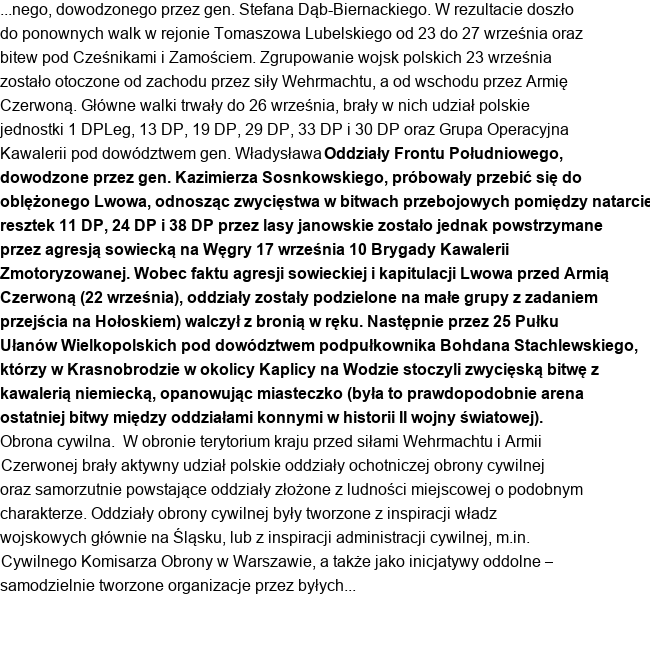 ...nego, dowodzonego przez gen. Stefana Dąb-Biernackiego. W rezultacie doszło
do ponownych walk w rejonie Tomaszowa Lubelskiego od 23 do 27 września oraz
bitew pod Cześnikami i Zamościem. Zgrupowanie wojsk polskich 23 września
zostało otoczone od zachodu przez siły Wehrmachtu, a od wschodu przez Armię
Czerwoną. Główne walki trwały do 26 września, brały w nich udział polskie
jednostki 1 DPLeg, 13 DP, 19 DP, 29 DP, 33 DP i 30 DP oraz Grupa Operacyjna
Kawalerii pod dowództwem gen. Władysława Oddziały Frontu Południowego,
dowodzone przez gen. Kazimierza Sosnkowskiego, próbowały przebić się do
oblężonego Lwowa, odnosząc zwycięstwa w bitwach przebojowych pomiędzy natarcie
resztek 11 DP, 24 DP i 38 DP przez lasy janowskie zostało jednak powstrzymane
przez agresją sowiecką na Węgry 17 września 10 Brygady Kawalerii
Zmotoryzowanej. Wobec faktu agresji sowieckiej i kapitulacji Lwowa przed Armią
Czerwoną (22 września), oddziały zostały podzielone na małe grupy z zadaniem
przejścia na Hołoskiem) walczył z bronią w ręku. Następnie przez 25 Pułku
Ułanów Wielkopolskich pod dowództwem podpułkownika Bohdana Stachlewskiego,
którzy w Krasnobrodzie w okolicy Kaplicy na Wodzie stoczyli zwycięską bitwę z
kawalerią niemiecką, opanowując miasteczko (była to prawdopodobnie arena
ostatniej bitwy między oddziałami konnymi w historii II wojny światowej).
Obrona cywilna.  W obronie terytorium kraju przed siłami Wehrmachtu i Armii
Czerwonej brały aktywny udział polskie oddziały ochotniczej obrony cywilnej
oraz samorzutnie powstające oddziały złożone z ludności miejscowej o podobnym
charakterze. Oddziały obrony cywilnej były tworzone z inspiracji władz
wojskowych głównie na Śląsku, lub z inspiracji administracji cywilnej, m.in.
Cywilnego Komisarza Obrony w Warszawie, a także jako inicjatywy oddolne –
samodzielnie tworzone organizacje przez byłych...